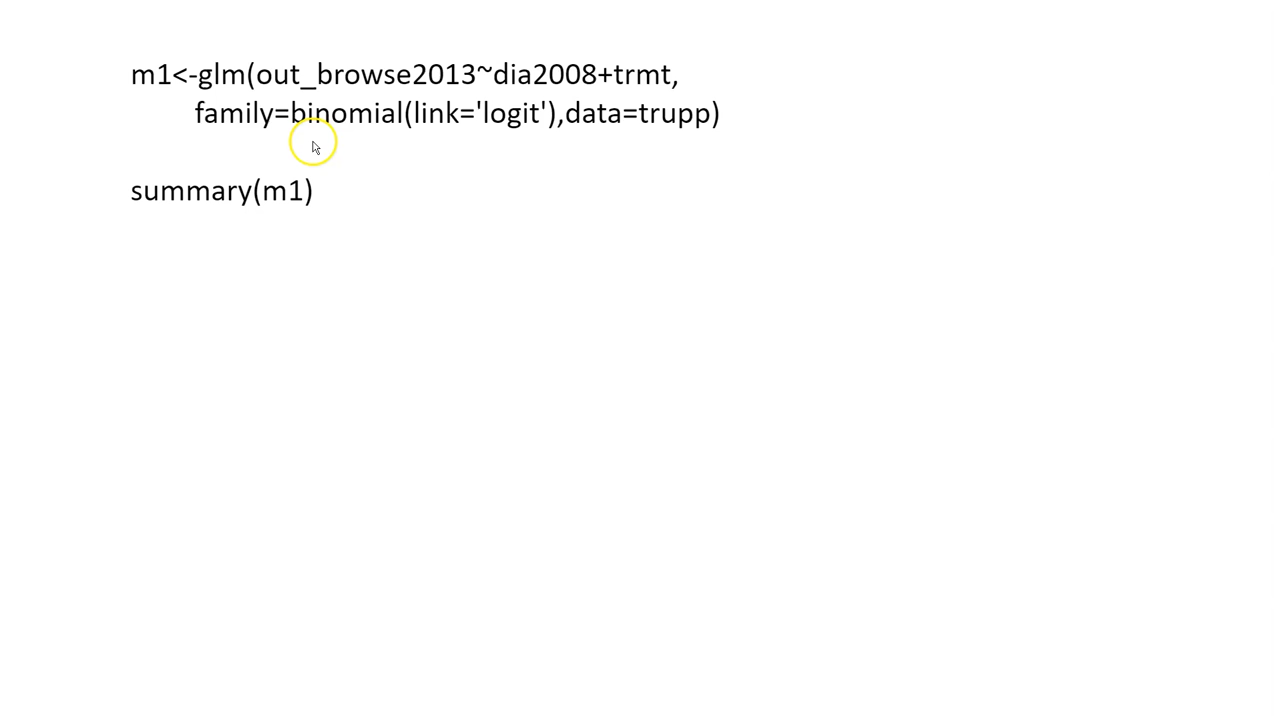 m1<-glm(out_browse2013~dia2008+trmt,
family=binomial(link='logit'),data=trupp)
summary(m1)